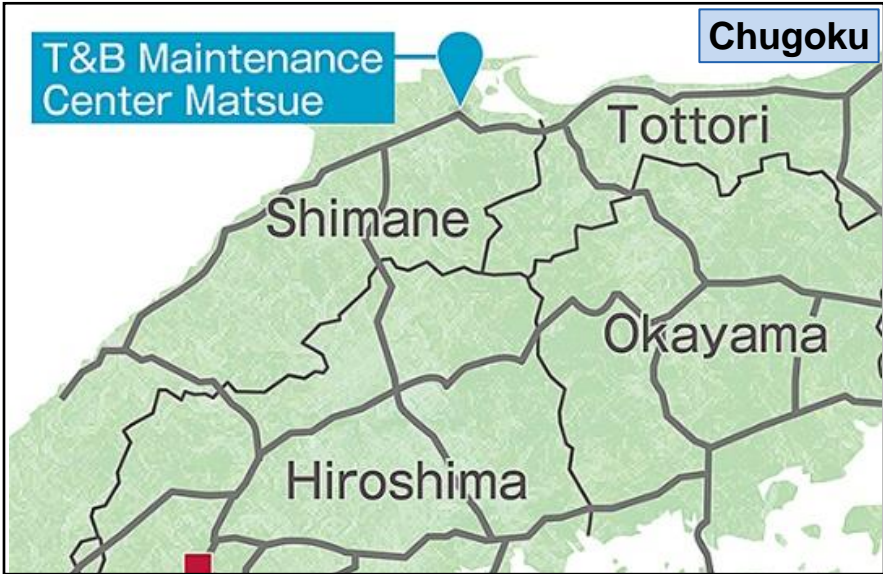 Chugoku
T&B Maintenance
Center Matsue
Tottori
Shimane
Okayama
Hiroshima